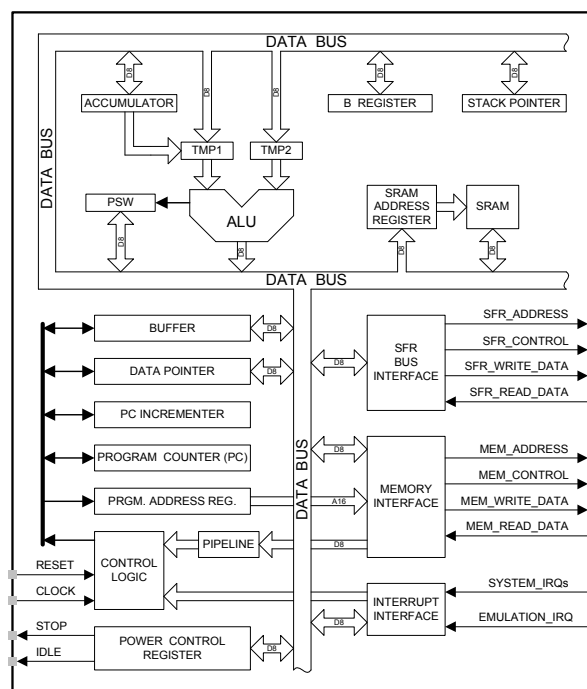 DATA BUS
DATA BUS
D8
D8
D8
D8
D8
ACCUMULATOR
B REGISTER
STACK POINTER
TMP1
TMP2
PSW
ALU
SRAM
ADDRESS
REGISTER
SRAM
D8
D8
D8
D8
DATA BUS
BUFFER
D8
DATA POINTER
D8
PC INCREMENTER
PROGRAM COUNTER (PC)
PRGM. ADDRESS REG.
A16
DATA BUS
D8
SFR
BUS
INTERFACE
SFR_ADDRESS
SFR_CONTROL
SFR_WRITE_DATA
SFR_READ_DATA
D8
MEMORY
INTERFACE
MEM_ADDRESS
MEM_CONTROL
MEM_WRITE_DATA
MEM_READ_DATA
RESET
CLOCK
CONTROL
LOGIC
PIPELINE
D8
STOP
IDLE
POWER CONTROL
REGISTER
D8
D8
INTERRUPT
INTERFACE
SYSTEM_IRQs
EMULATION_IRQ